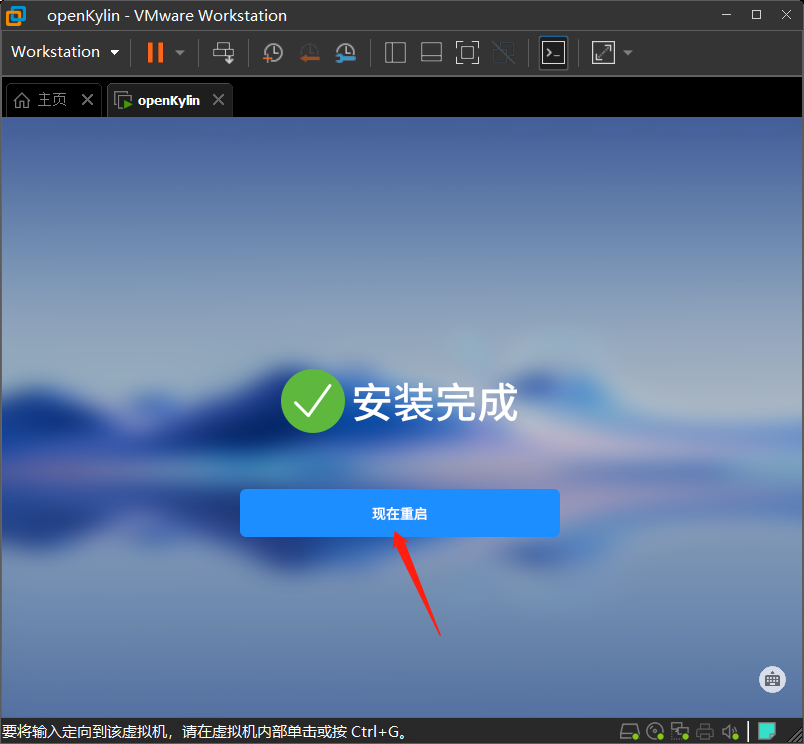 openKylin - VMware Workstation
Workstation
主页
openKylin
安装完成
现在重启
要将输入定向到该虚拟机，请在虚拟机内部单击或按 Ctrl+G。